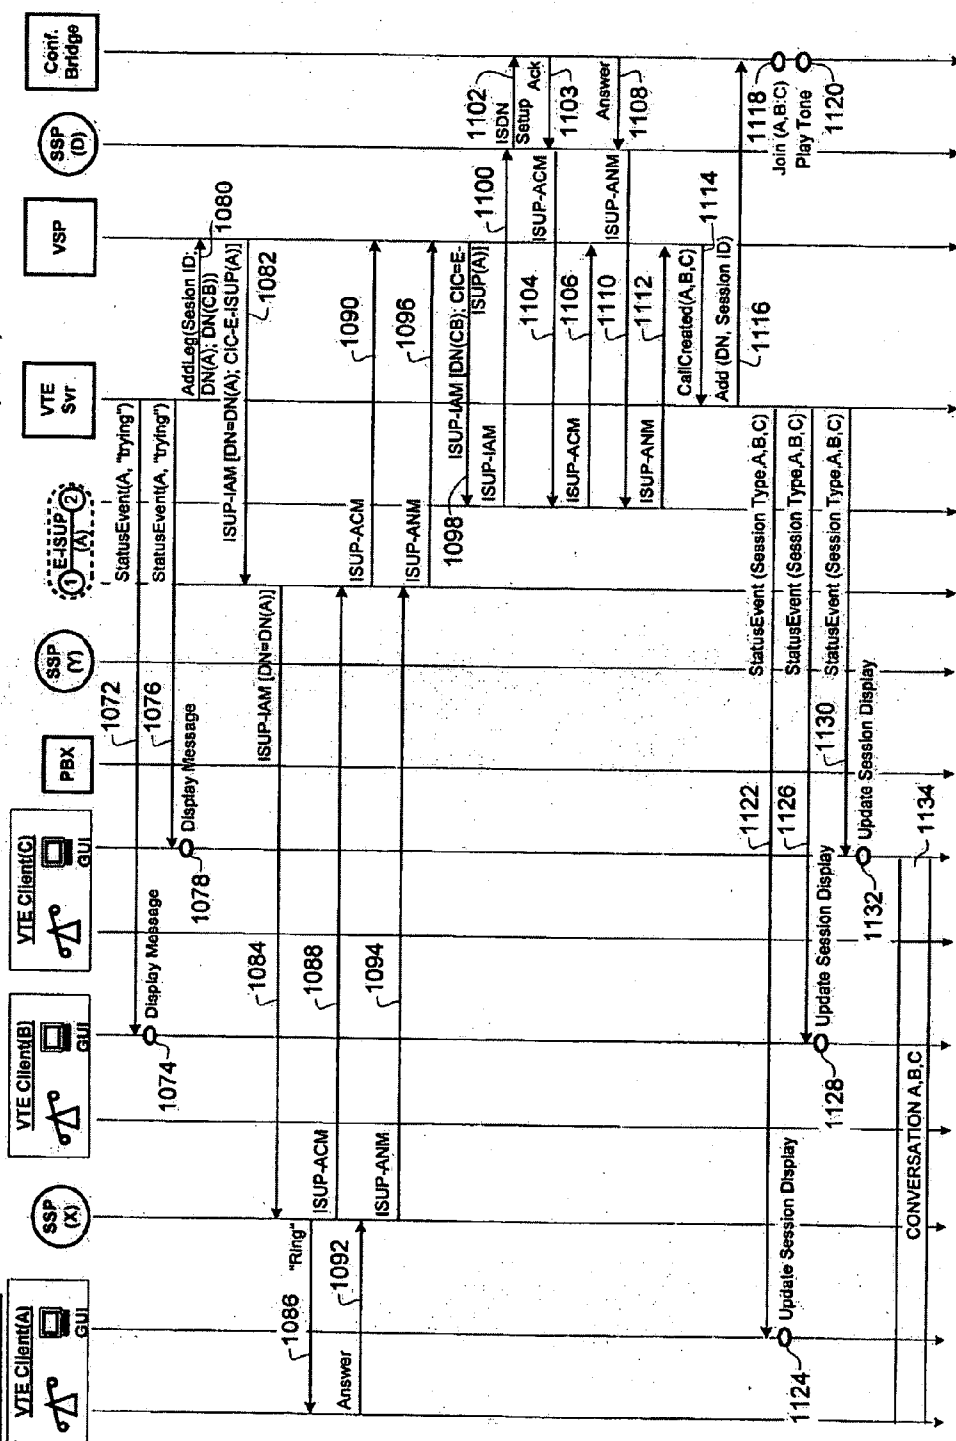 VTE Client(A)
GUI
SSP
(X)
VTE Client(B)
GUI
VTE Client(C)
GUI
PBX
SSP
(Y)
1
E-ISUP
(A)
2
VTE
Svr
VSP
SSP
(D)
Conf.
Bridge
1072
StatusEvent(A, "trying")
1074
Display Message
1076
StatusEvent(A, "trying")
1078
Display Message
AddLeg(Sesion ID;
DN(A); DN(CB))
1080
ISUP-IAM [DN=DN(A); CIC-E-ISUP(A)]
1082
1084
ISUP-IAM [DN=DN(A)]
1086
"Ring"
ISUP-ACM
1088
ISUP-ACM
1090
Answer
1092
ISUP-ANM
1094
ISUP-ANM
1096
1098
ISUP-IAM [DN(CB); CIC=E-
ISUP(A)]
ISUP-IAM
1100
1102
ISDN
Setup
Ack
1103
1104
ISUP-ACM
ISUP-ACM
1106
Answer
1108
1110
ISUP-ANM
ISUP-ANM
1112
CallCreated(A,B,C)
1114
Add (DN, Session ID)
1116
1118
Join (A,B,C)
Play Tone
1120
1122
StatusEvent (Session Type,A,B,C)
1124
Update Session Display
1126
StatusEvent (Session Type,A,B,C)
1128
Update Session Display
1130
StatusEvent (Session Type,A,B,C)
1132
Update Session Display
CONVERSATION A,B,C
1134